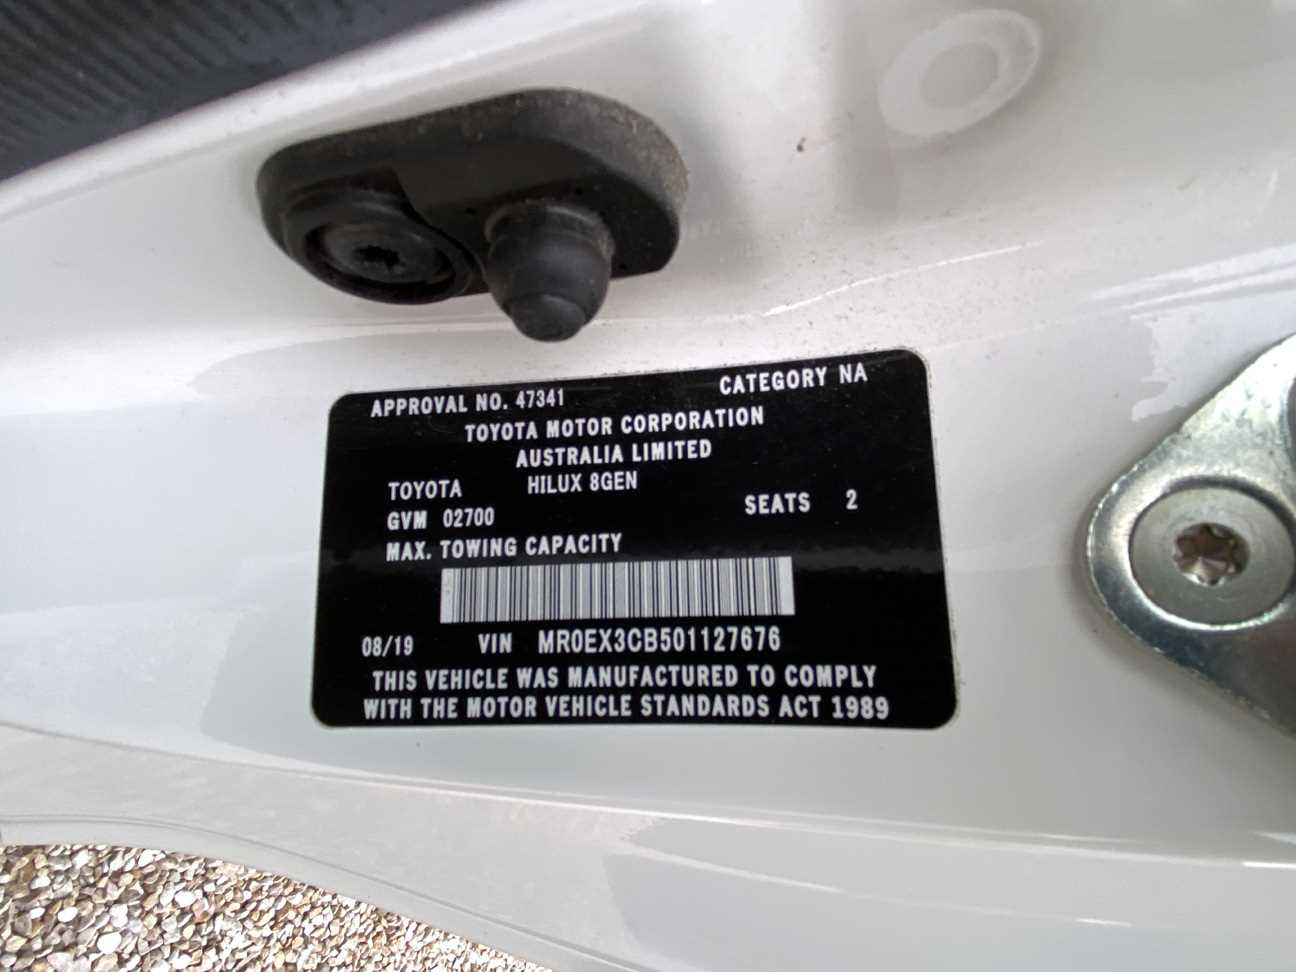 APPROVAL NO. 47341 CATEGORY NA
TOYOTA MOTOR CORPORATION
AUSTRALIA LIMITED
TOYOTA HILUX 8GEN
GVM 02700 SEATS 2
MAX. TOWING CAPACITY
08/19 VIN MR0EX3CB501127676
THIS VEHICLE WAS MANUFACTURED TO COMPLY
WITH THE MOTOR VEHICLE STANDARDS ACT 1989